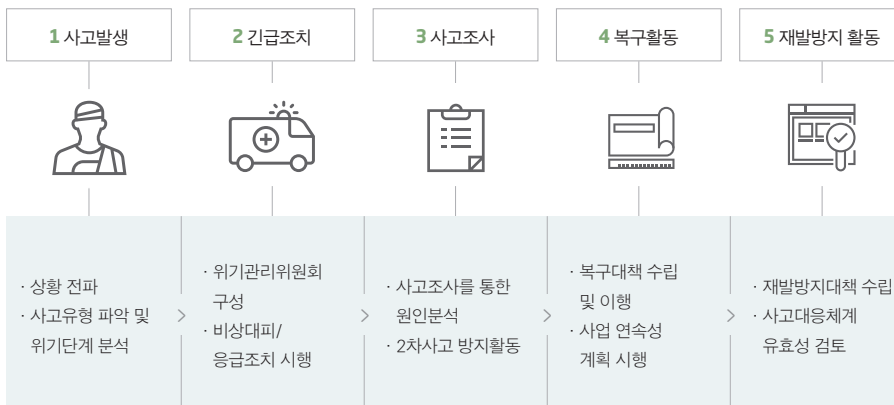 1 사고발생
2 긴급조치
3 사고조사
4 복구활동
5 재발방지 활동
· 상황 전파
· 사고유형 파악 및
위기단계 분석
· 위기관리위원회
구성
· 비상대피/
응급조치 시행
· 사고조사를 통한
원인분석
· 2차사고 방지활동
· 복구대책 수립
및 이행
· 사업 연속성
계획 시행
· 재발방지대책 수립
· 사고대응체계
유효성 검토